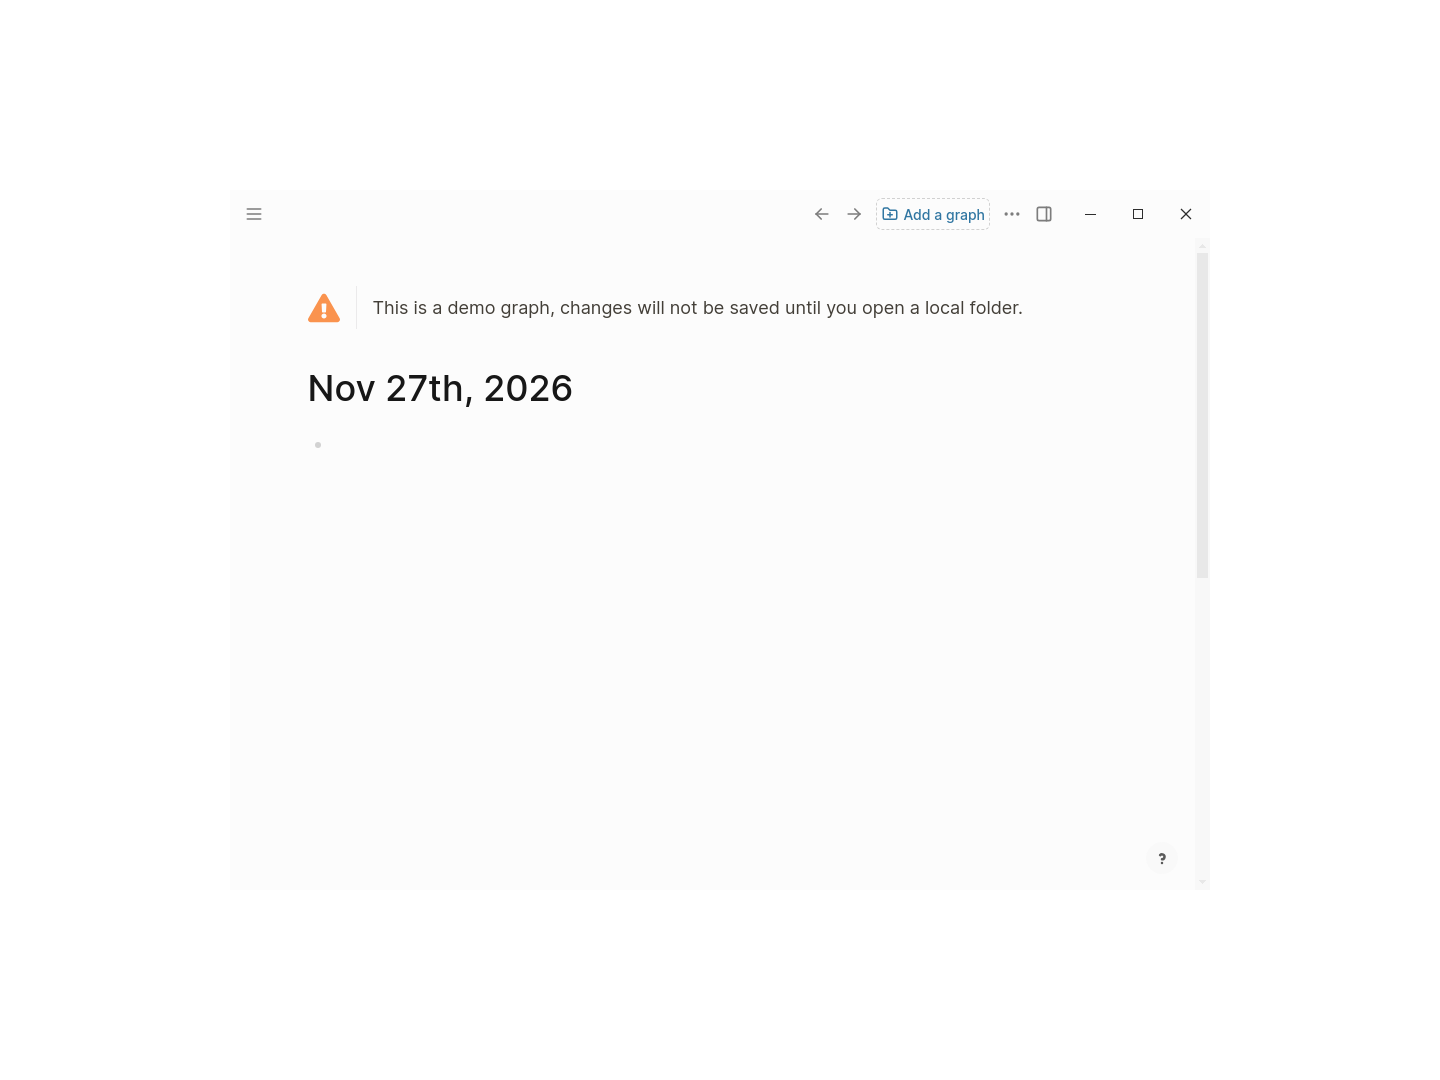 Add a graph
This is a demo graph, changes will not be saved until you open a local folder.
Nov 27th, 2026
?